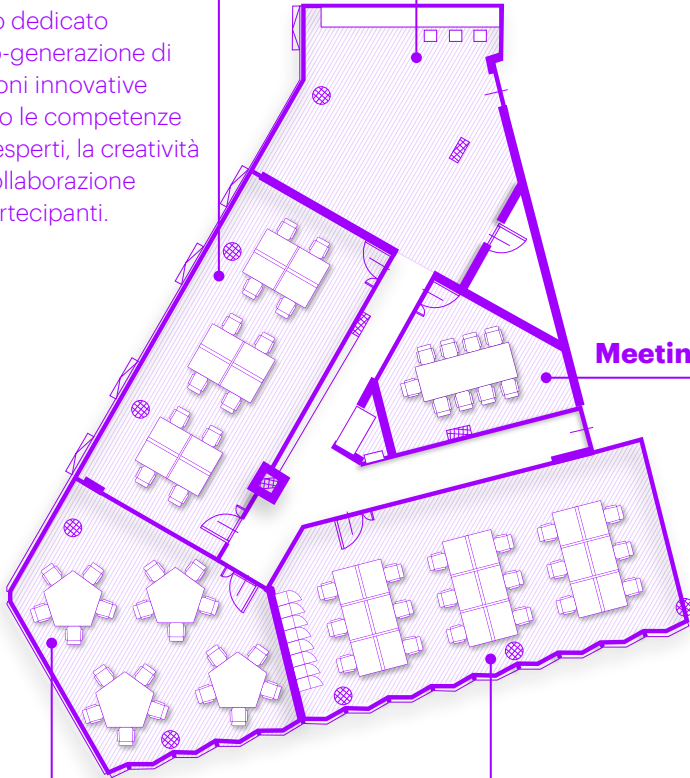 o dedicato
-generazione di
oni innovative
o le competenze
esperti, la creatività
ollaborazione
rtecipanti.
Meetin